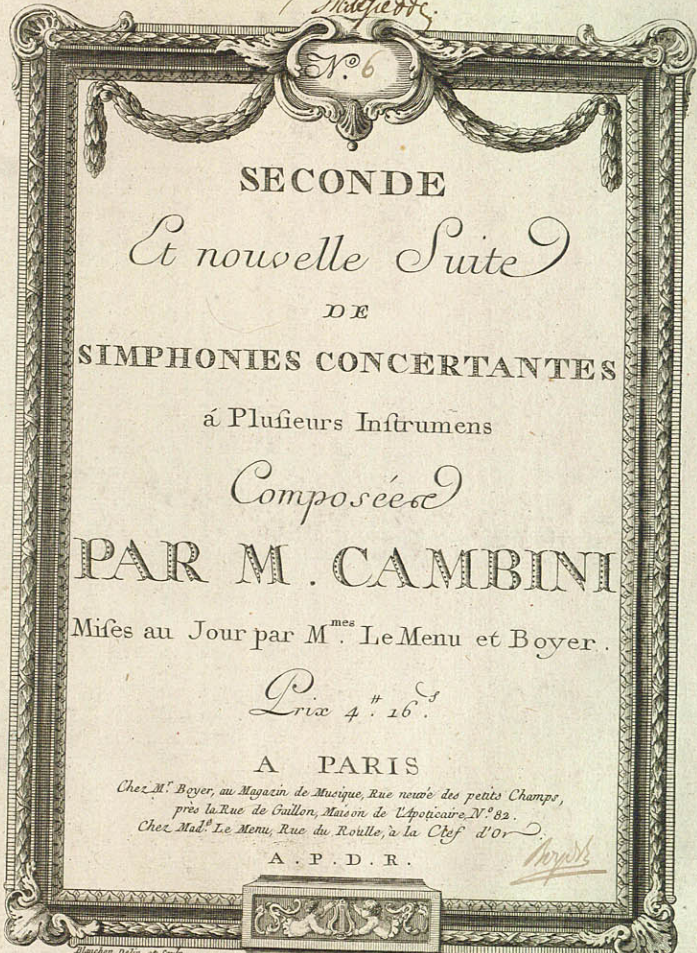 N.º 6
SECONDE
Et nouvelle Suite
DE
SIMPHONIES CONCERTANTES
á Pluſieurs Inſtrumens
Composées
PAR M. CAMBINI
Miſes au Jour par M.mes Le Menu et Boyer.
Prix 4.# 16.s
A PARIS
Chez M.r Boyer, au Magazin de Musique, Rue neuve des petits Champs,
près la Rue de Gaillon, Maison de l'Apoticaire, N.º 82.
Chez Mad.e Le Menu, Rue du Roulle, a la Clef d'Or.
A.P.D.R.